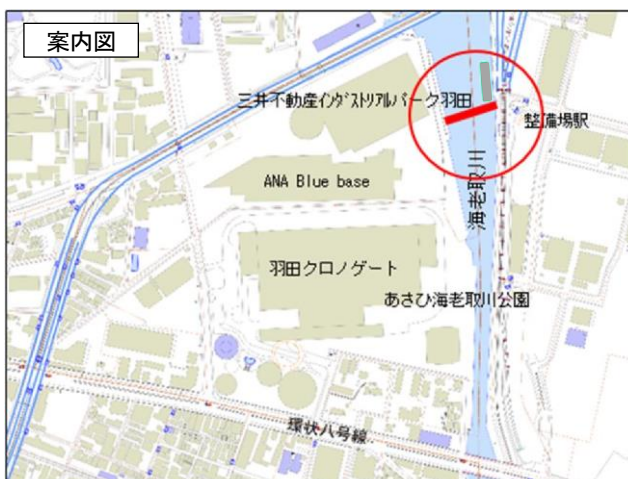 案内図
三井不動産インダストリアルパーク羽田
整備場駅
ANA Blue base
海老取川
羽田クロノゲート
あさひ海老取川公園
環状八号線